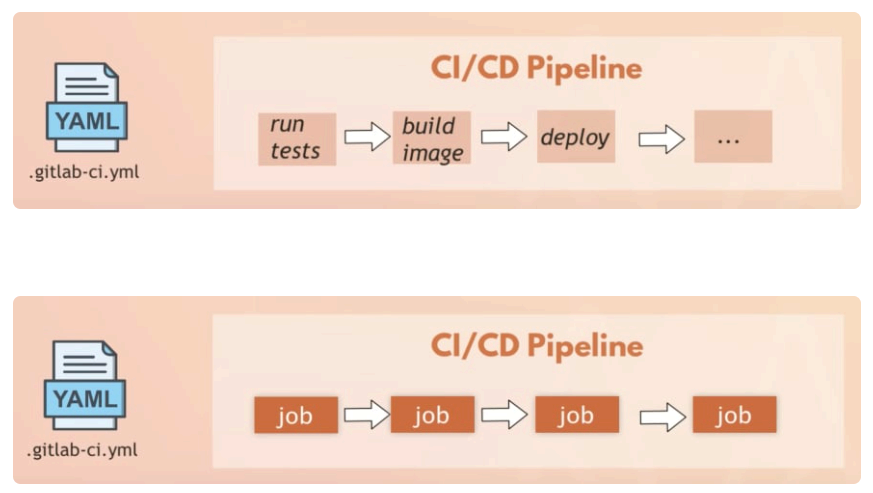 CI/CD Pipeline
YAML
run
tests
build
image
deploy
...
.gitlab-ci.yml
CI/CD Pipeline
YAML
job
job
job
job
.gitlab-ci.yml